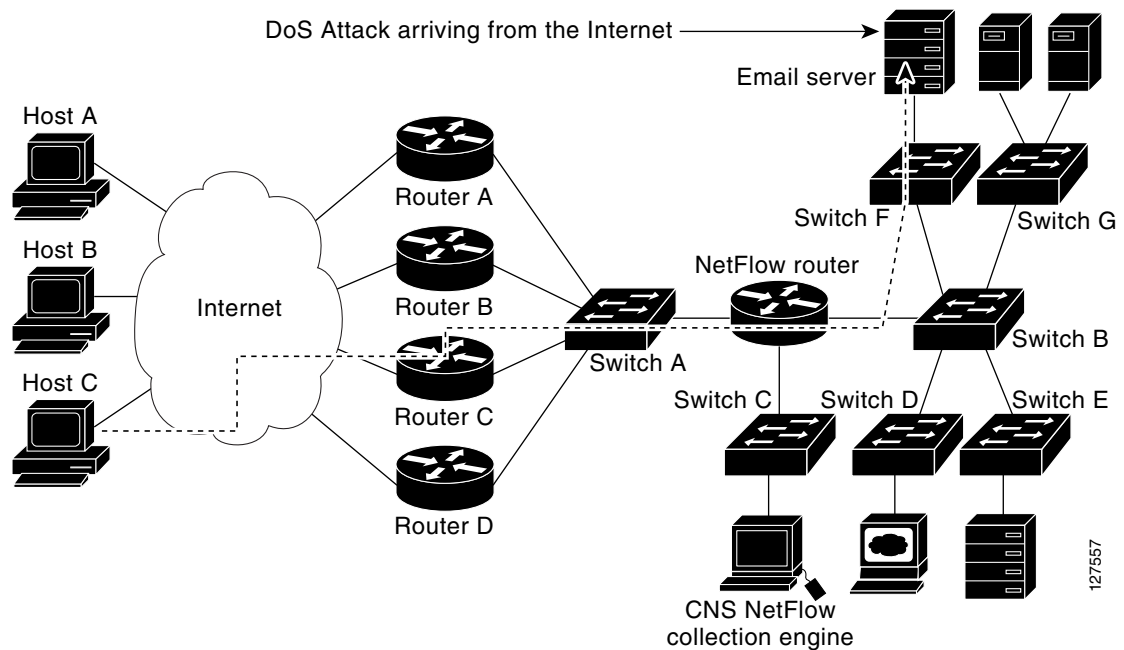 DoS Attack arriving from the Internet
Email server
Host A
Router A
Switch F
Switch G
Host B
NetFlow router
Internet
Router B
Switch A
Switch B
Host C
Router C
Switch C
Switch D
Switch E
Router D
CNS NetFlow
collection engine
127557